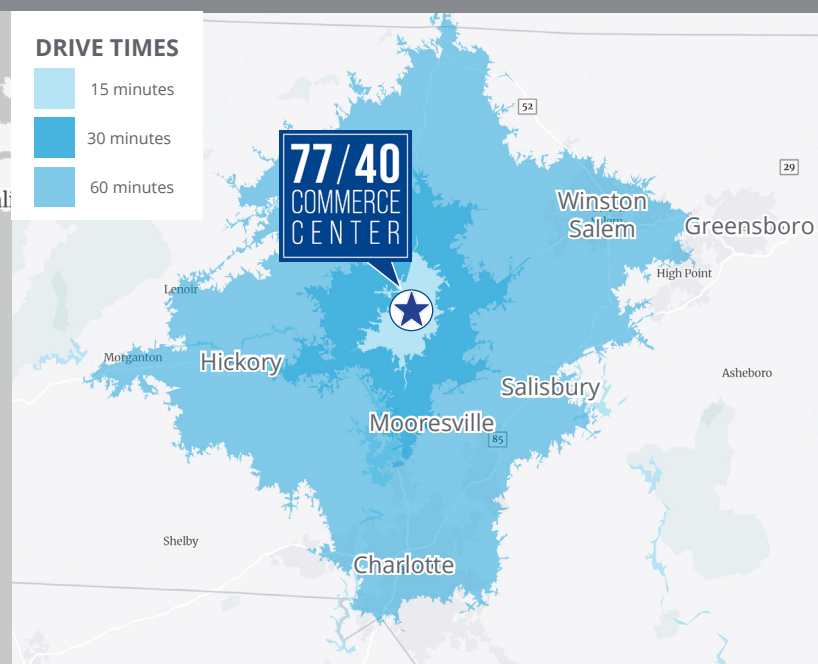 DRIVE TIMES
15 minutes
30 minutes
60 minutes
52
77/40
COMMERCE
CENTER
29
Winston
Salem
Salem
Greensboro
High Point
Lenoir
Morganton
Hickory
Asheboro
Salisbury
Mooresville
85
Shelby
Charlotte